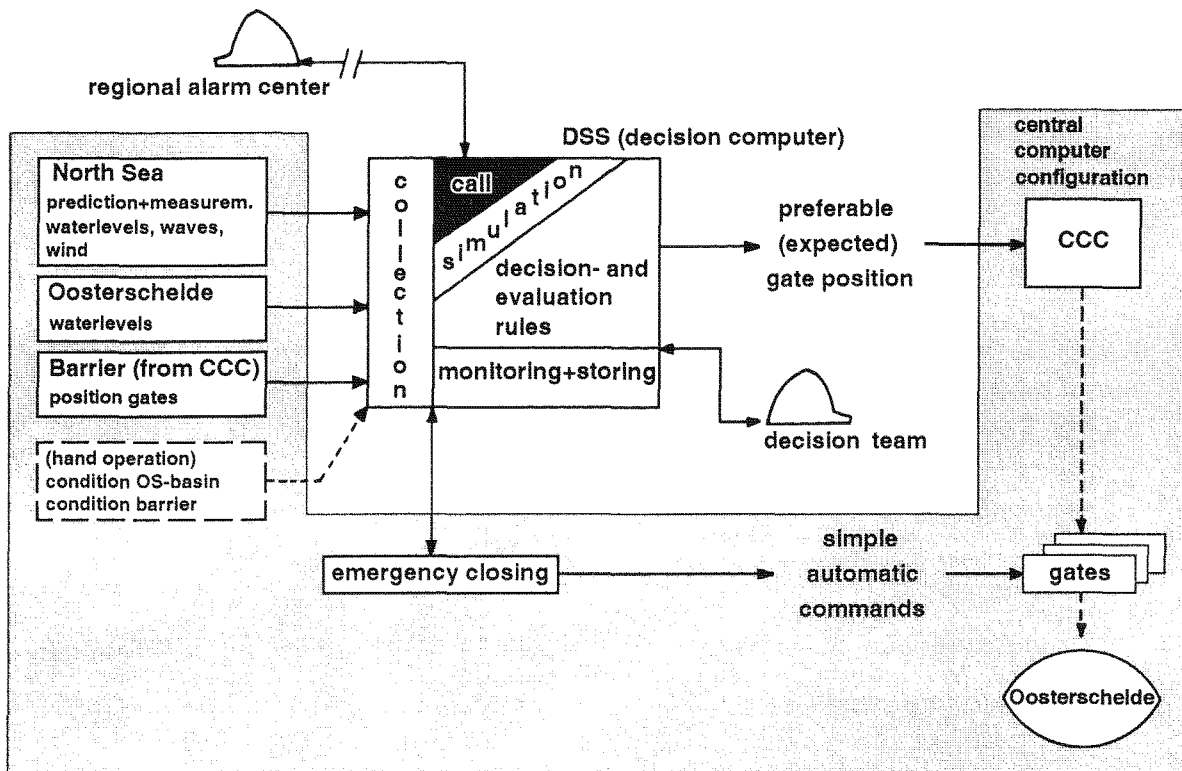 regional alarm center
DSS (decision computer)
central
computer
configuration
North Sea
prediction+measurem.
waterlevels, waves,
wind
Oosterschelde
waterlevels
Barrier (from CCC)
position gates
(hand operation)
condition OS-basin
condition barrier
collection
call
simulation
decision- and
evaluation
rules
monitoring+storing
preferable
(expected)
gate position
CCC
decision team
emergency closing
simple
automatic
commands
gates
Oosterschelde